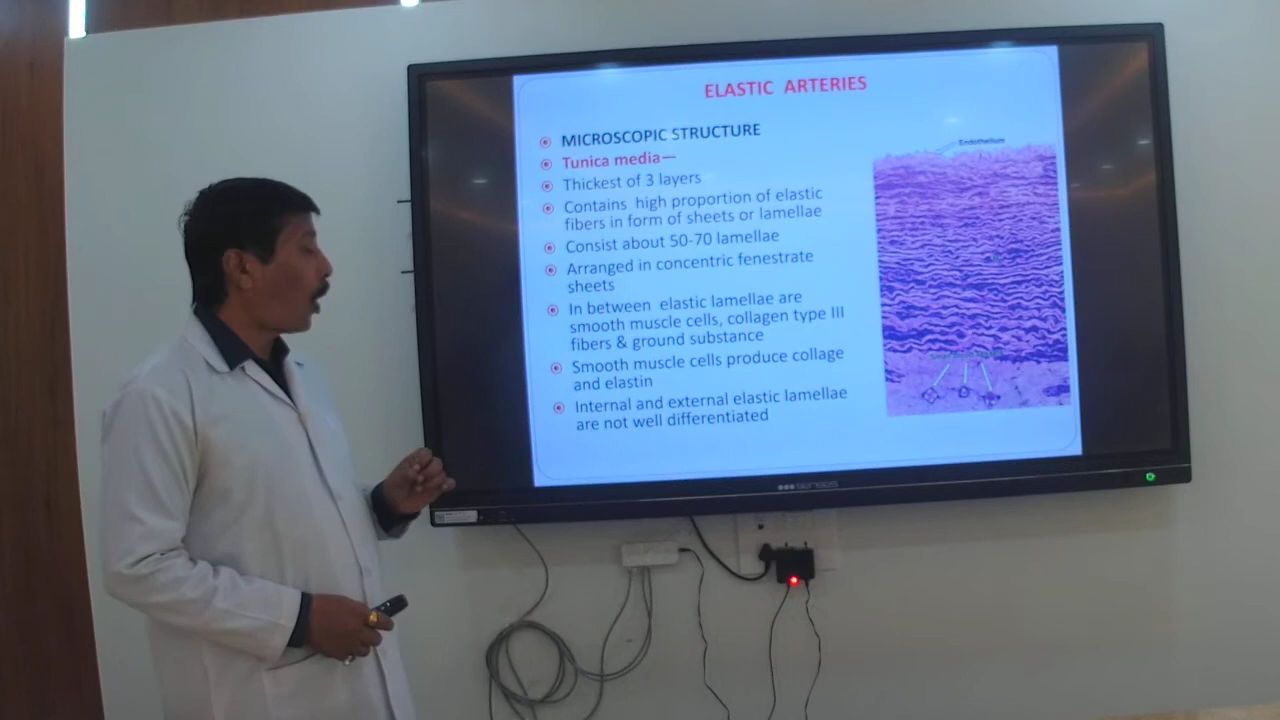 ELASTIC ARTERIES
MICROSCOPIC STRUCTURE
Tunica media—
Thickest of 3 layers
Contains high proportion of elastic
fibers in form of sheets or lamellae
Consist about 50-70 lamellae
Arranged in concentric fenestrate
sheets
In between elastic lamellae are
smooth muscle cells, collagen type III
fibers & ground substance
Smooth muscle cells produce collage
and elastin
Internal and external elastic lamellae
are not well differentiated
Endothelium